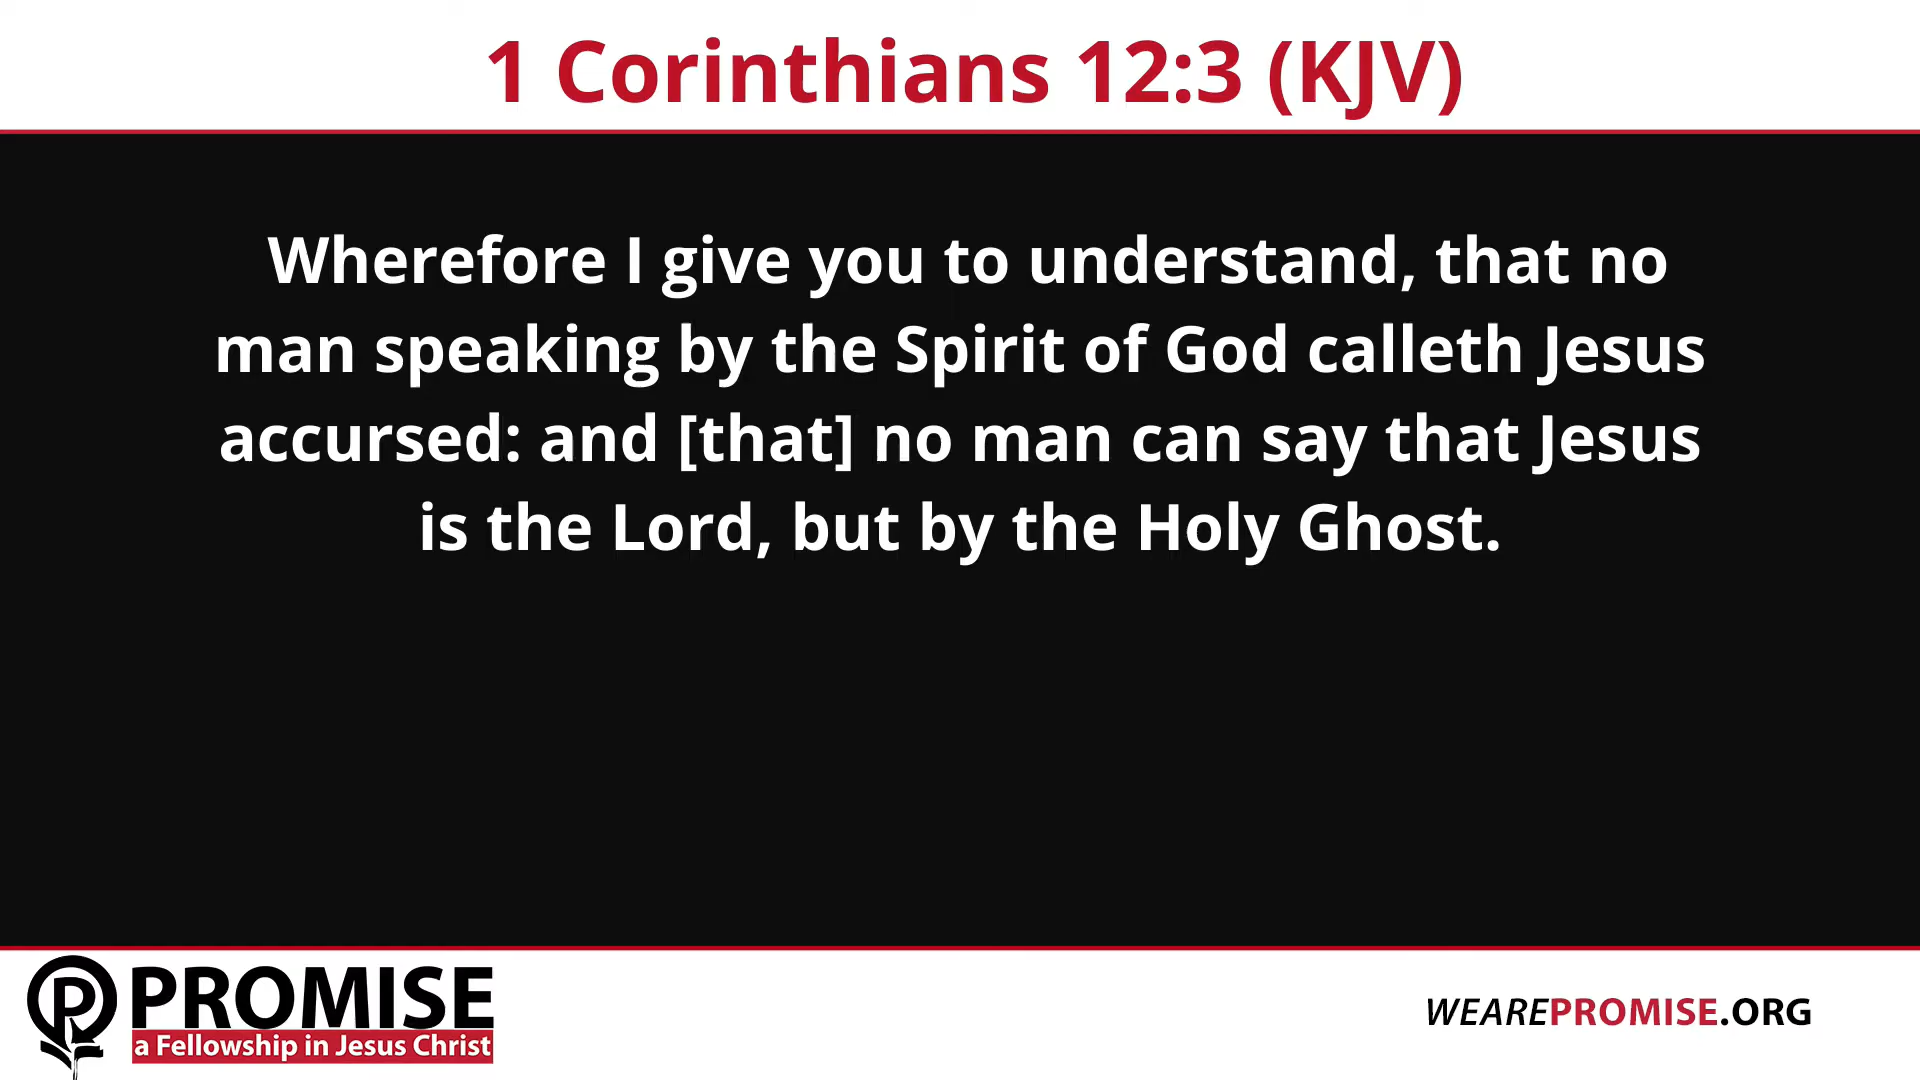 1 Corinthians 12:3 (KJV)
Wherefore I give you to understand, that no
man speaking by the Spirit of God calleth Jesus
accursed: and [that] no man can say that Jesus
is the Lord, but by the Holy Ghost.
PROMISE
a Fellowship in Jesus Christ
WEAREPROMISE.ORG